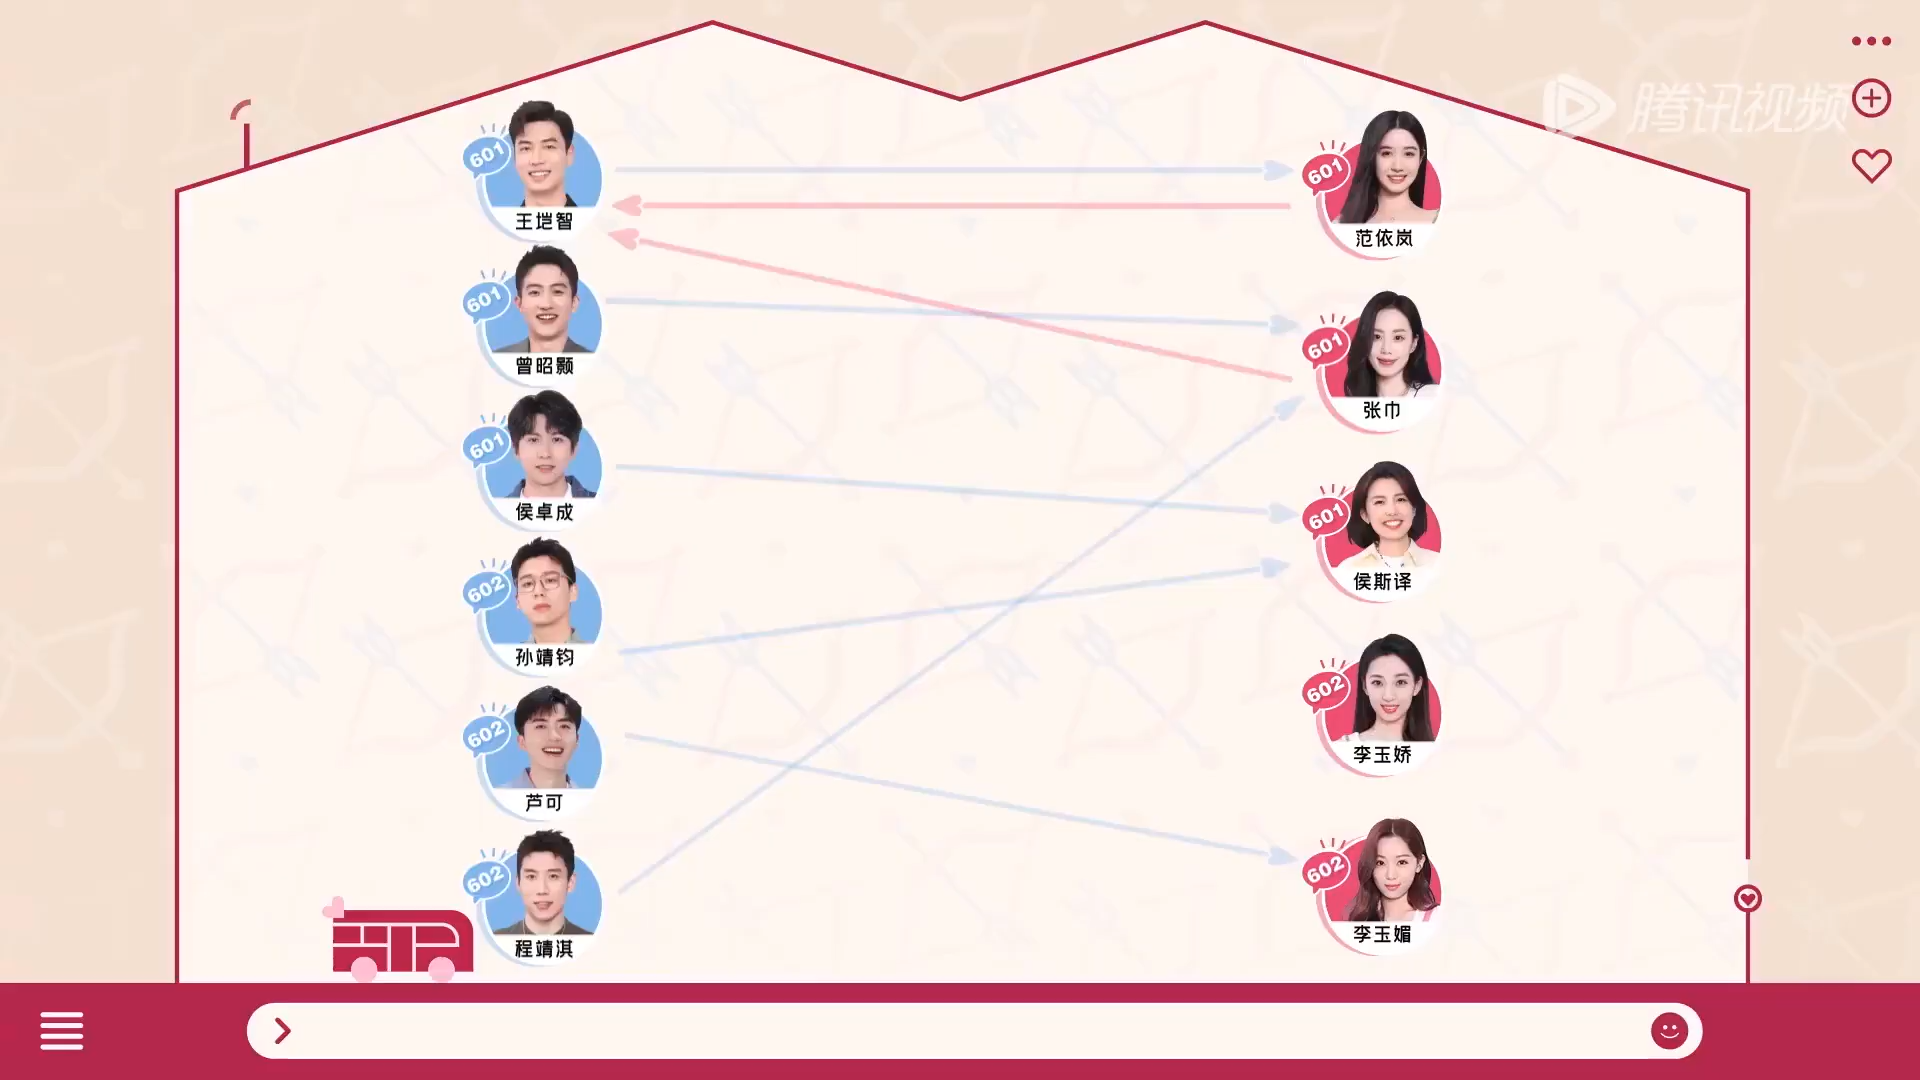 腾讯视频
601
王垲智
601
范依岚
601
曾昭颢
601
张巾
601
侯卓成
601
侯斯译
602
孙靖钧
602
李玉娇
602
芦可
602
李玉媚
602
程靖淇